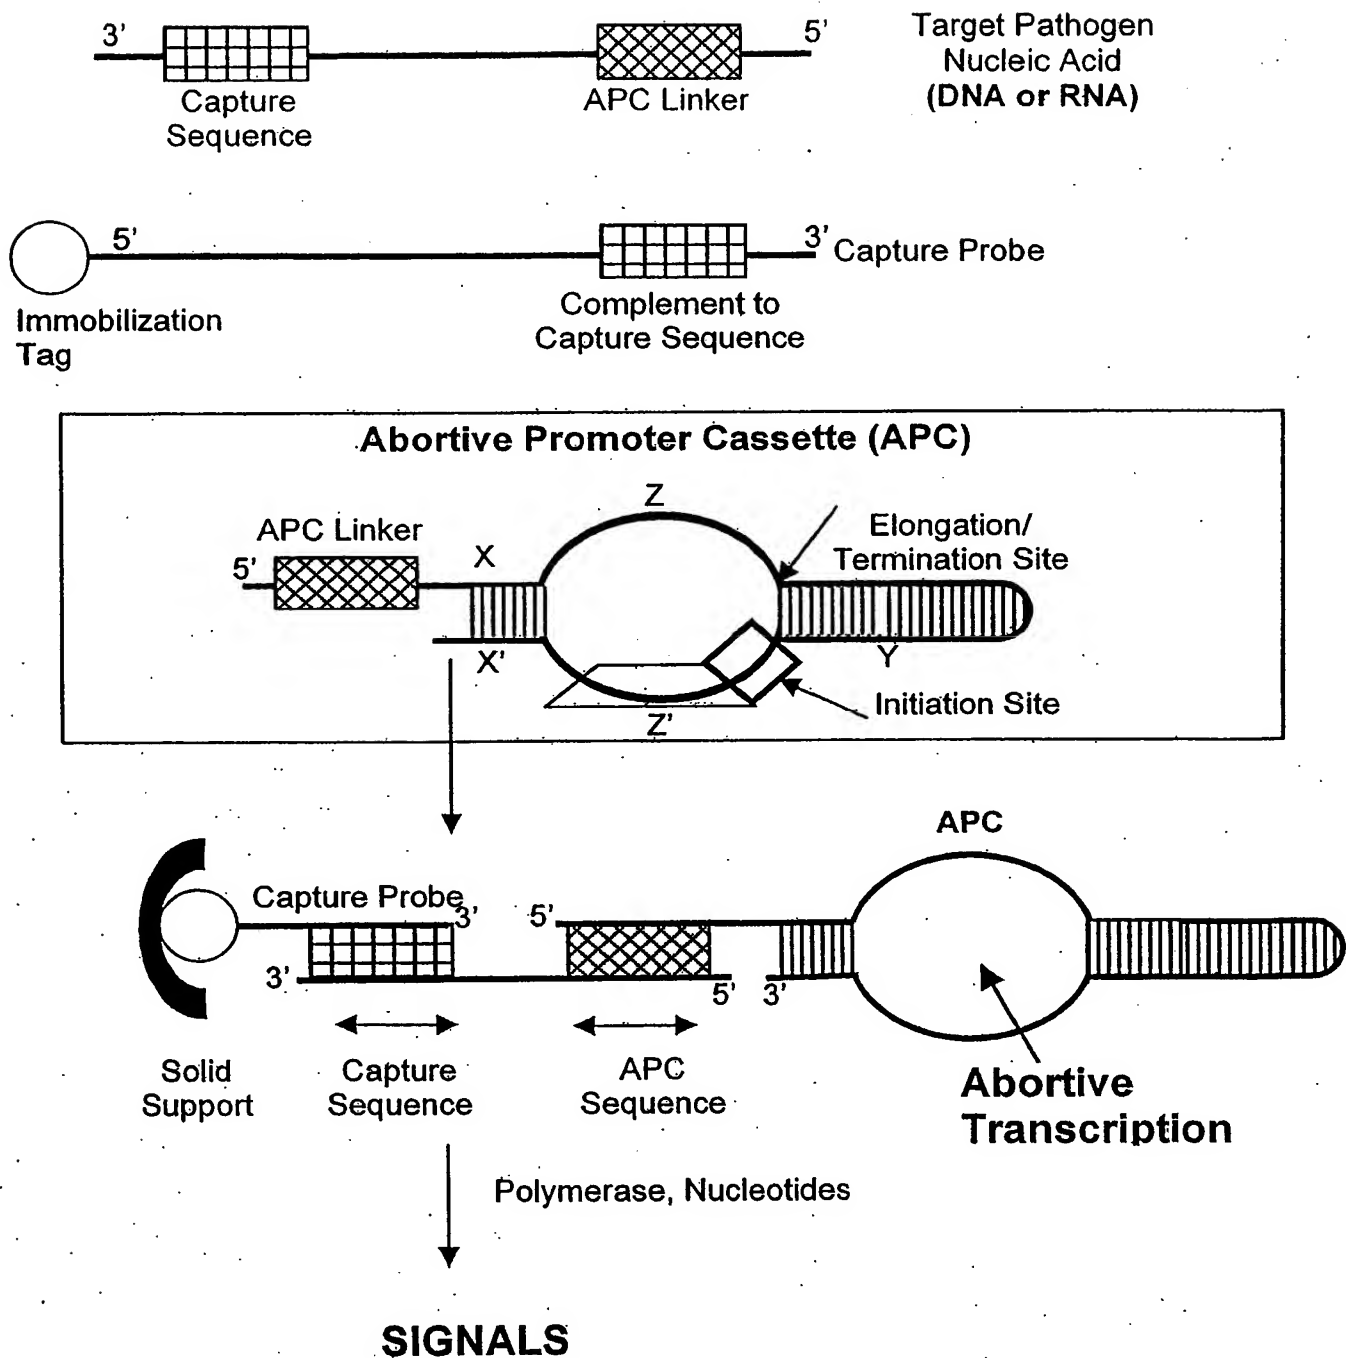 3'
5'
Target Pathogen
Nucleic Acid
(DNA or RNA)
Capture
Sequence
APC Linker
5'
3'
Capture Probe
Immobilization
Tag
Complement to
Capture Sequence
Abortive Promoter Cassette (APC)
Z
APC Linker
5'
X
Elongation/
Termination Site
X'
Y
Initiation Site
Z'
APC
Capture Probe
3'
5'
3'
5'
3'
Solid
Support
Capture
Sequence
APC
Sequence
Abortive
Transcription
Polymerase, Nucleotides
SIGNALS